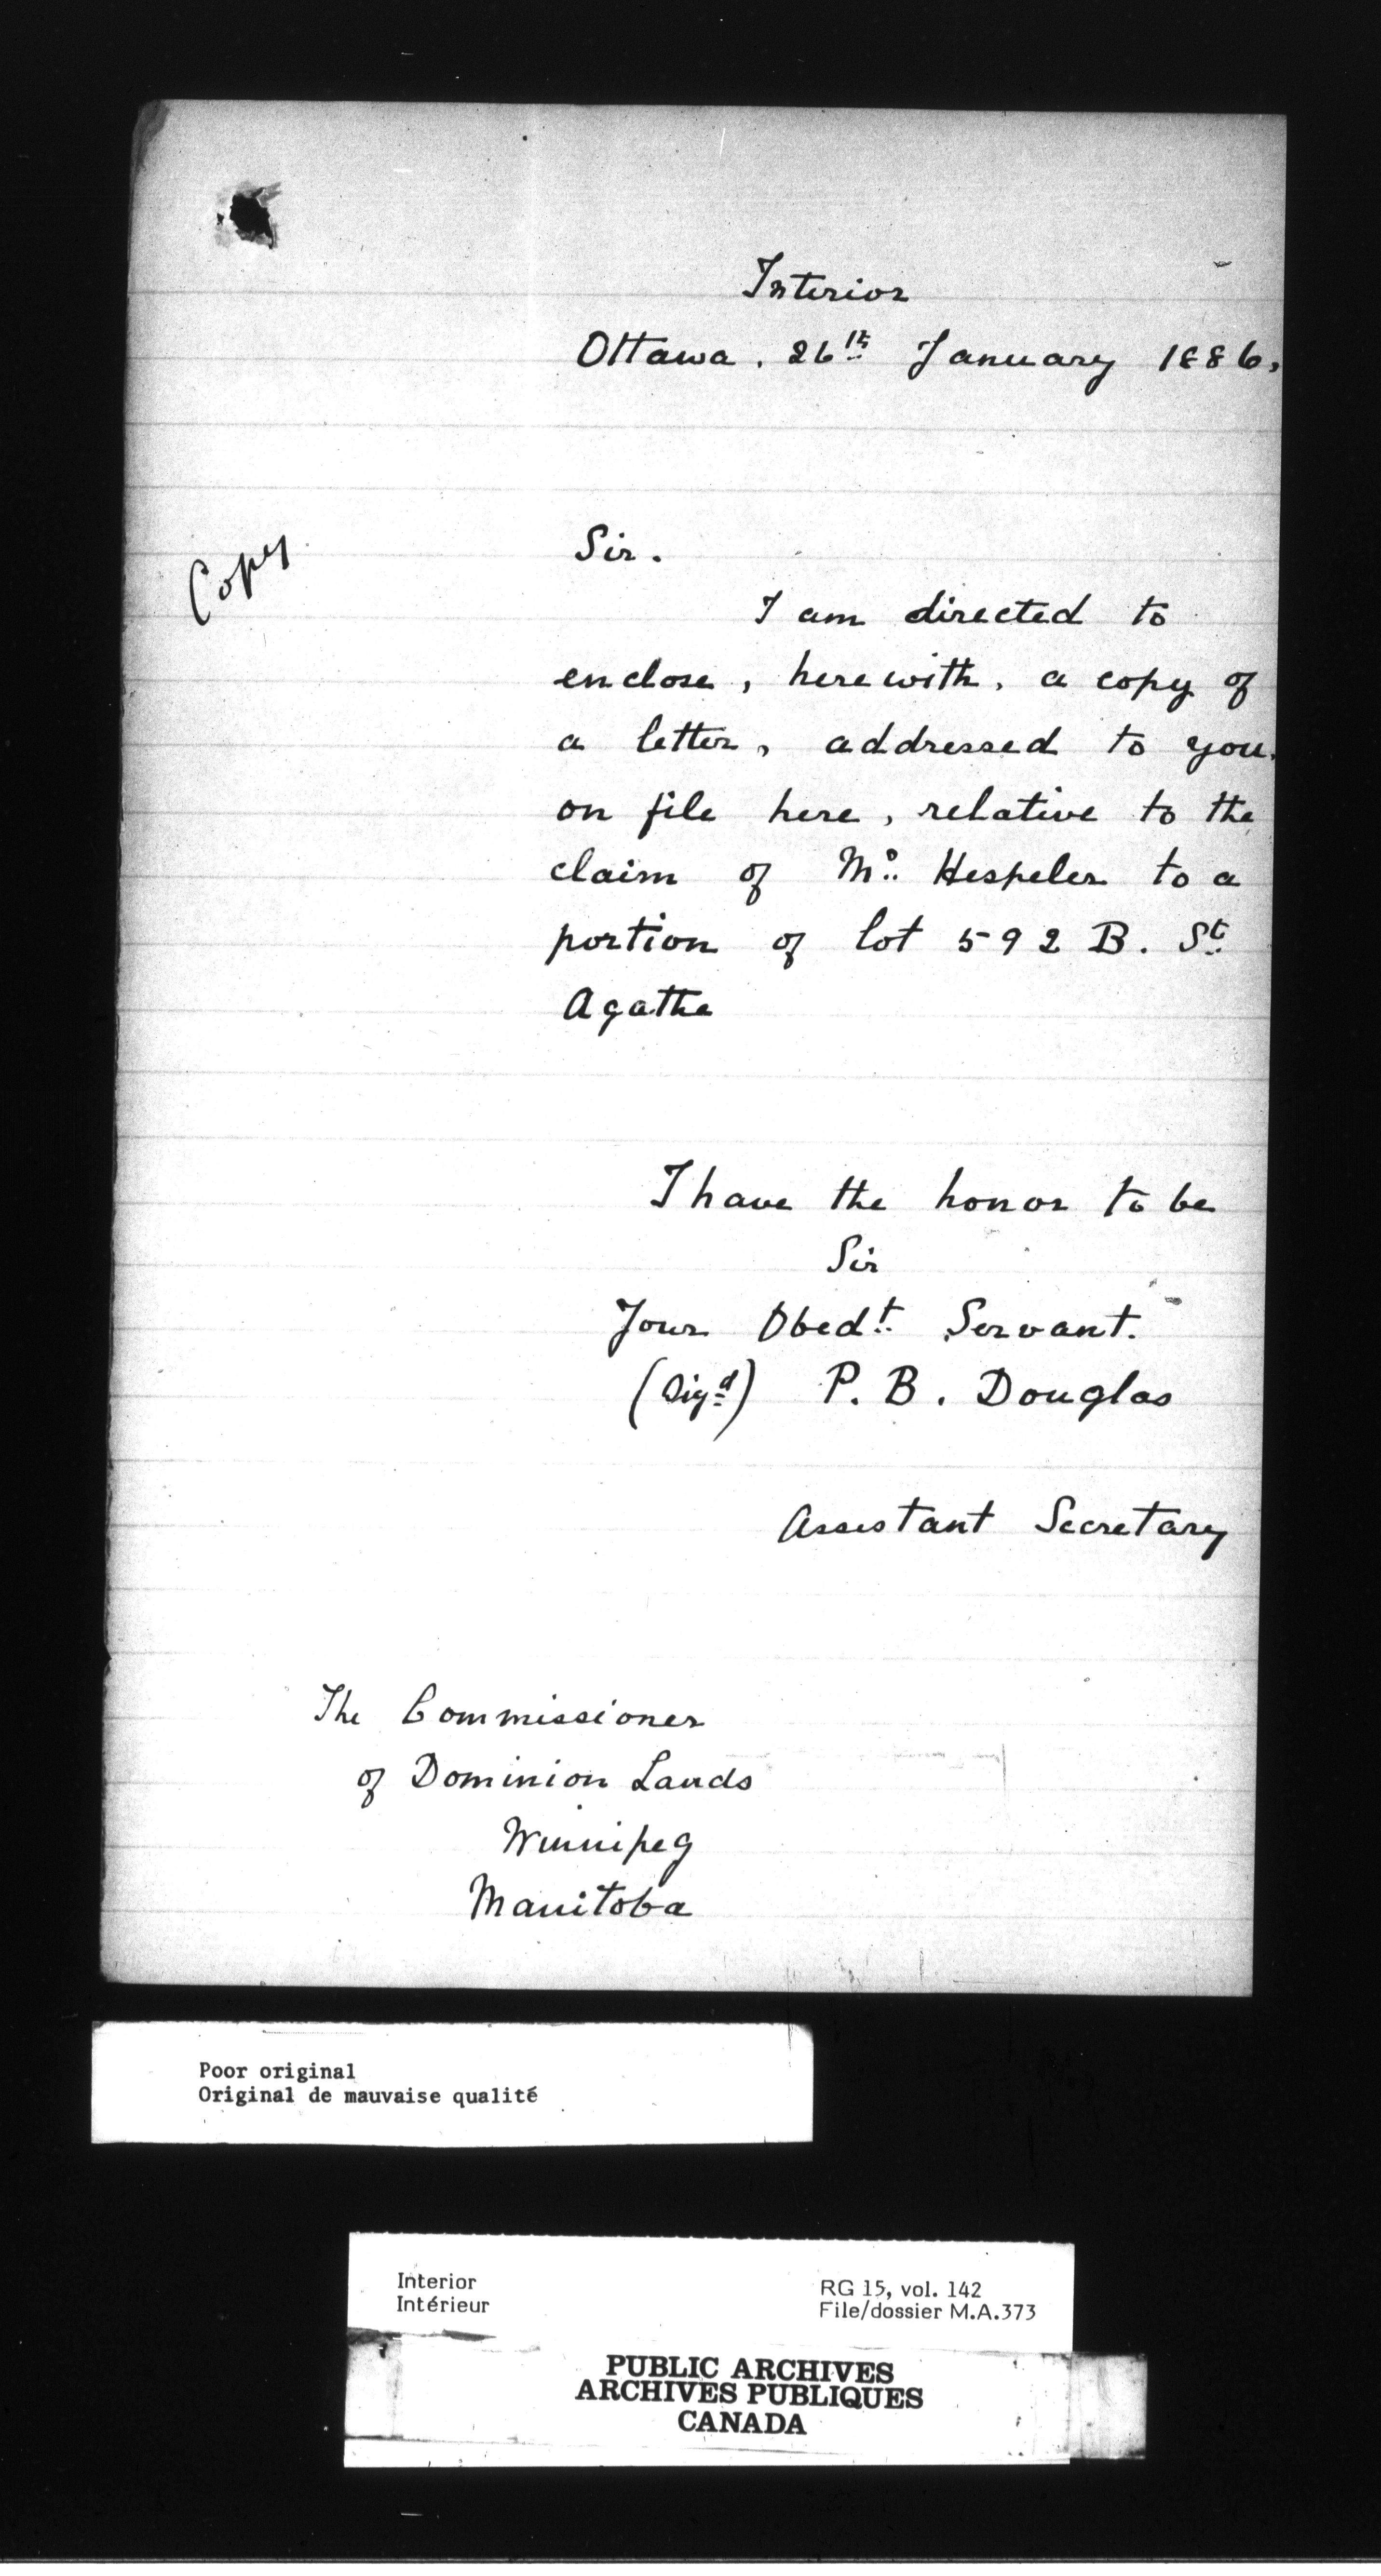 Interior
Ottawa. 26th January 1886,
Copy
Sir.
I am directed to
enclose, herewith, a copy of
a letter, addressed to you,
on file here, relative to the
claim of Mr. Hespeler to a
portion of lot 592 B. St.
Agathe
I have the honor to be
Sir
Your Obedt. Servant.
(Sigd) P. B. Douglas
Assistant Secretary
The Commissioner
of Dominion Lands
Winnipeg
Manitoba
Poor original
Original de mauvaise qualité
Interior
Intérieur
RG 15, vol. 142
File/dossier M.A.373
PUBLIC ARCHIVES
ARCHIVES PUBLIQUES
CANADA